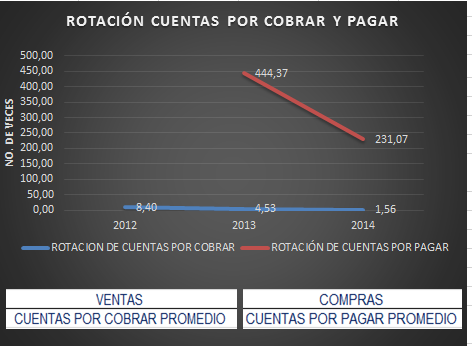 ROTACIÓN CUENTAS POR COBRAR Y PAGAR
NO. DE VECES
500,00
450,00
400,00
350,00
300,00
250,00
200,00
150,00
100,00
50,00
0,00
444,37
231,07
8,40
4,53
1,56
2012
2013
2014
ROTACION DE CUENTAS POR COBRAR
ROTACIÓN DE CUENTAS POR PAGAR
VENTAS
CUENTAS POR COBRAR PROMEDIO
COMPRAS
CUENTAS POR PAGAR PROMEDIO